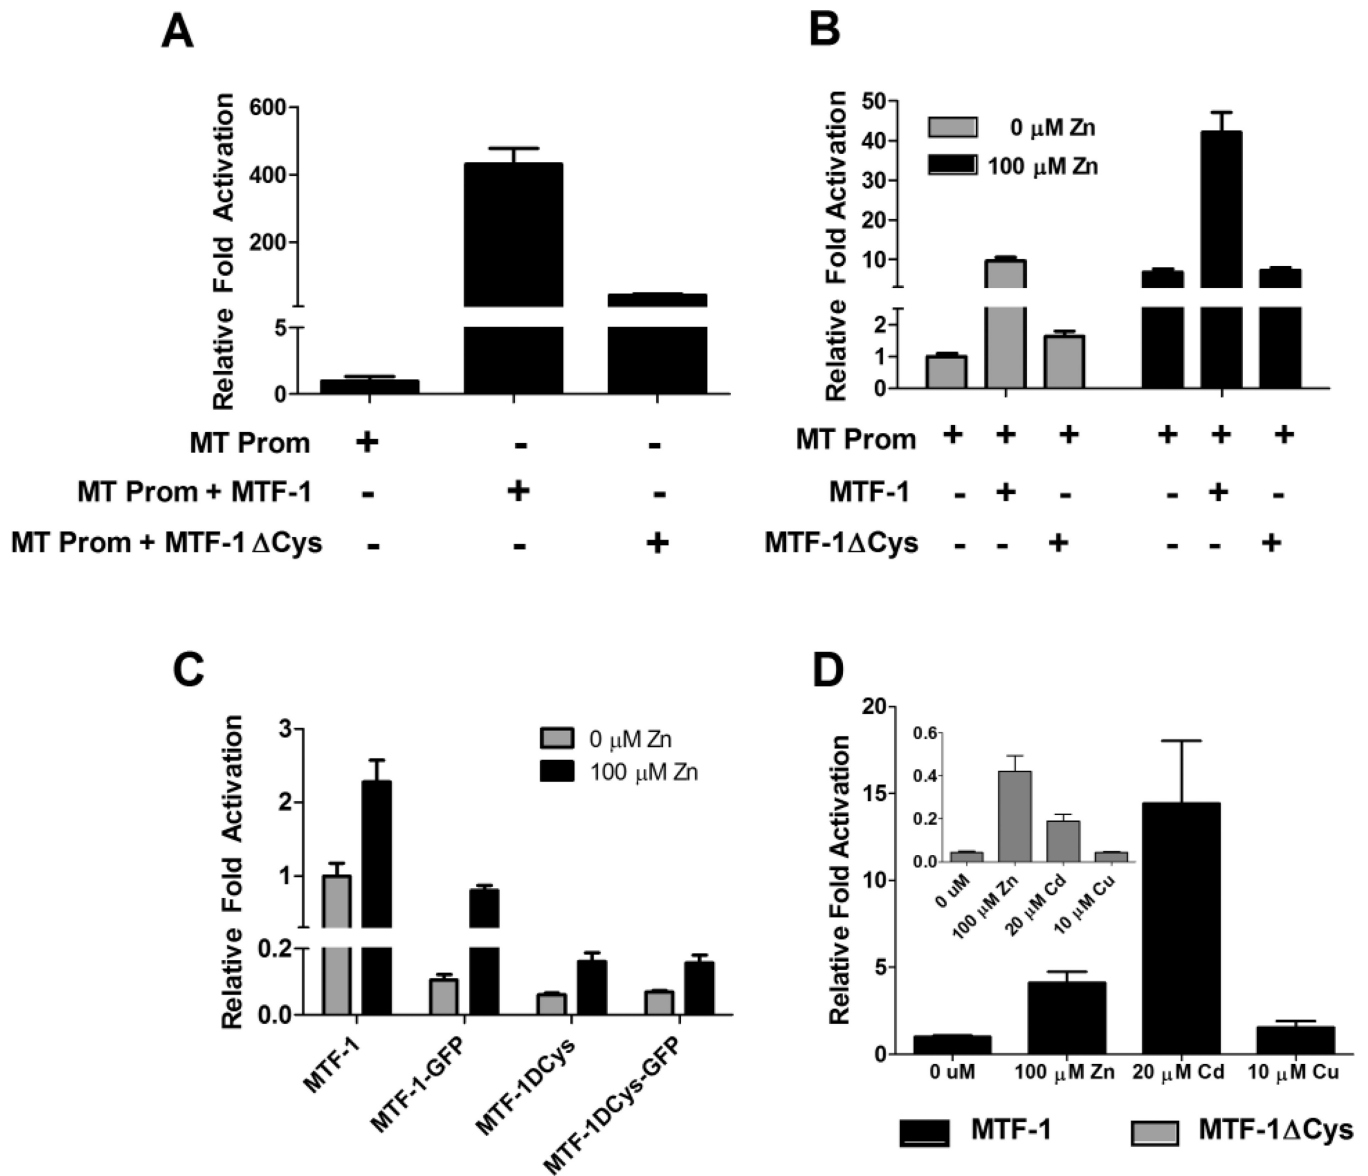 A
Relative Fold Activation
600
400
200
5
0
MT Prom + - -
MT Prom + MTF-1 - + -
MT Prom + MTF-1 ΔCys - - +
B
Relative Fold Activation
50
40
30
20
10
2
1
0
0 μM Zn
100 μM Zn
MT Prom + + + + + +
MTF-1 - + - - + -
MTF-1ΔCys - - + - - +
C
Relative Fold Activation
3
2
1
0.2
0.0
0 μM Zn
100 μM Zn
MTF-1
MTF-1-GFP
MTF-1DCys
MTF-1DCys-GFP
D
Relative Fold Activation
20
15
10
5
0
0.6
0.4
0.2
0.0
0 uM
100 μM Zn
20 μM Cd
10 μM Cu
0 uM
100 μM Zn
20 μM Cd
10 μM Cu
MTF-1
MTF-1ΔCys